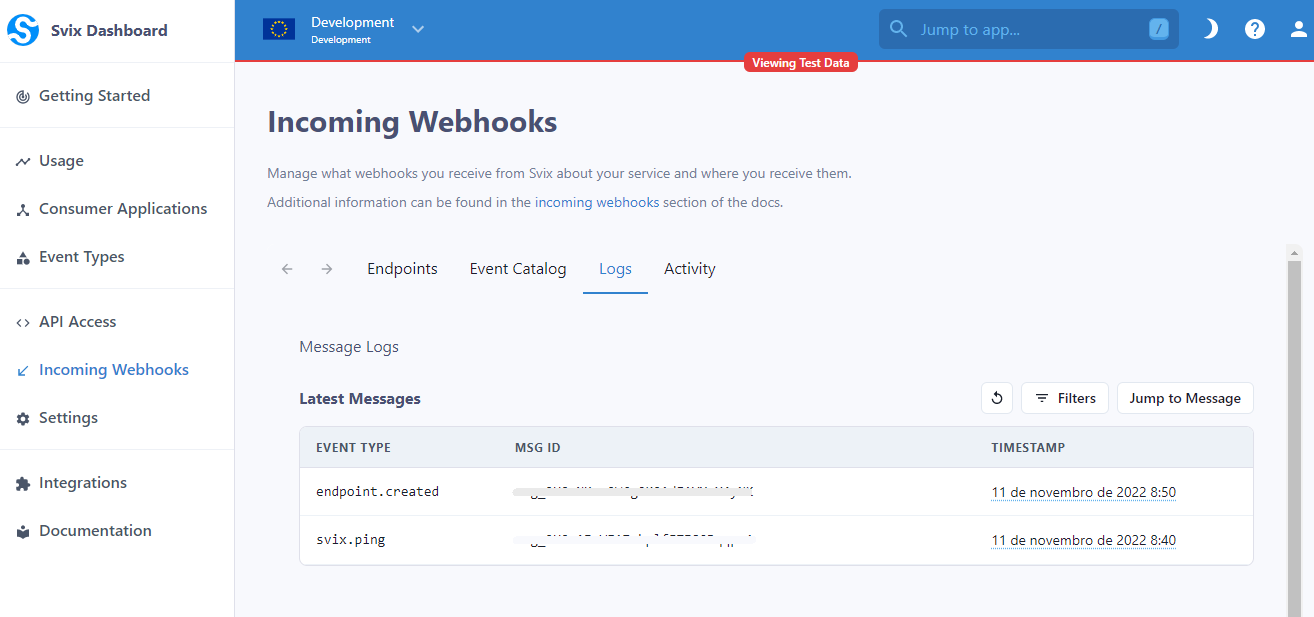 Svix Dashboard
Development
Development
Jump to app...
/
Viewing Test Data
Getting Started
Usage
Consumer Applications
Event Types
API Access
Incoming Webhooks
Settings
Integrations
Documentation
Incoming Webhooks
Manage what webhooks you receive from Svix about your service and where you receive them.
Additional information can be found in the incoming webhooks section of the docs.
Endpoints Event Catalog Logs Activity
Message Logs
Latest Messages
Filters
Jump to Message
EVENT TYPE MSG ID TIMESTAMP
endpoint.created 11 de novembro de 2022 8:50
svix.ping 11 de novembro de 2022 8:40